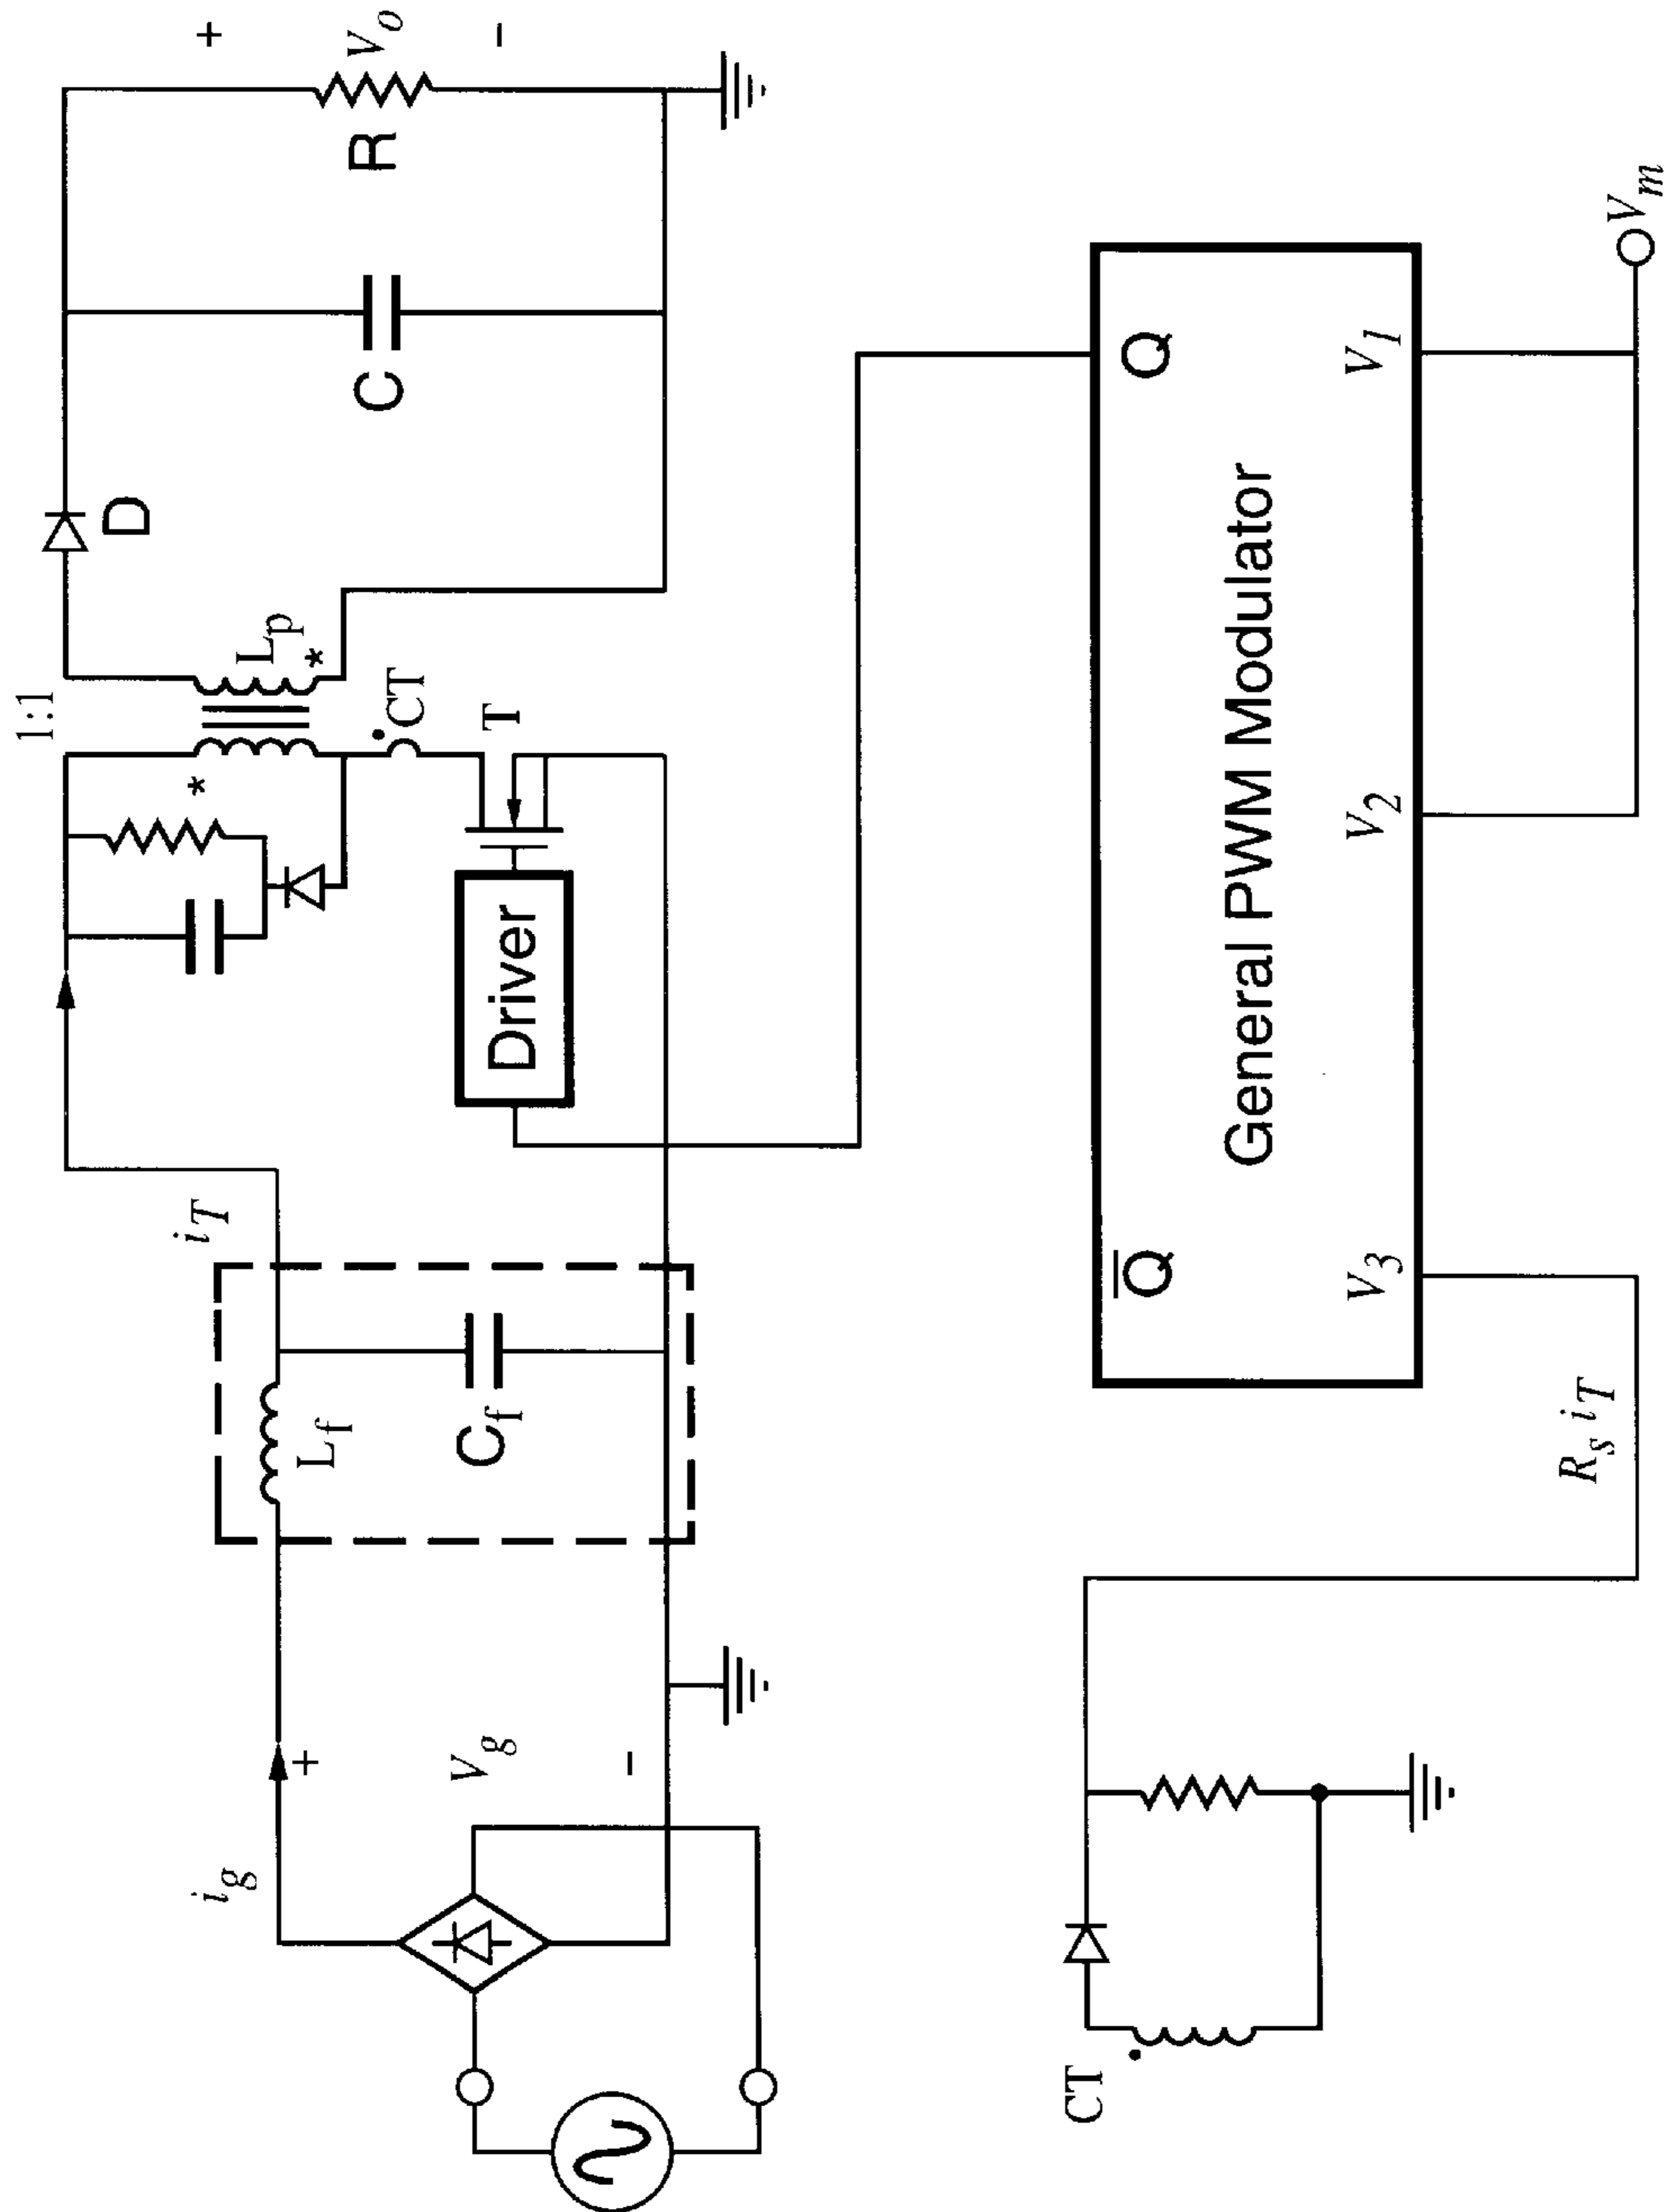 i_g
+
V_g
−
L_f
C_f
i_T
Driver
*
1:1
L_p
*
CT
T
D
C
R
+
V_o
−
CT
R_s i_T
Q̅
Q
General PWM Modulator
V_3
V_2
V_1
V_m